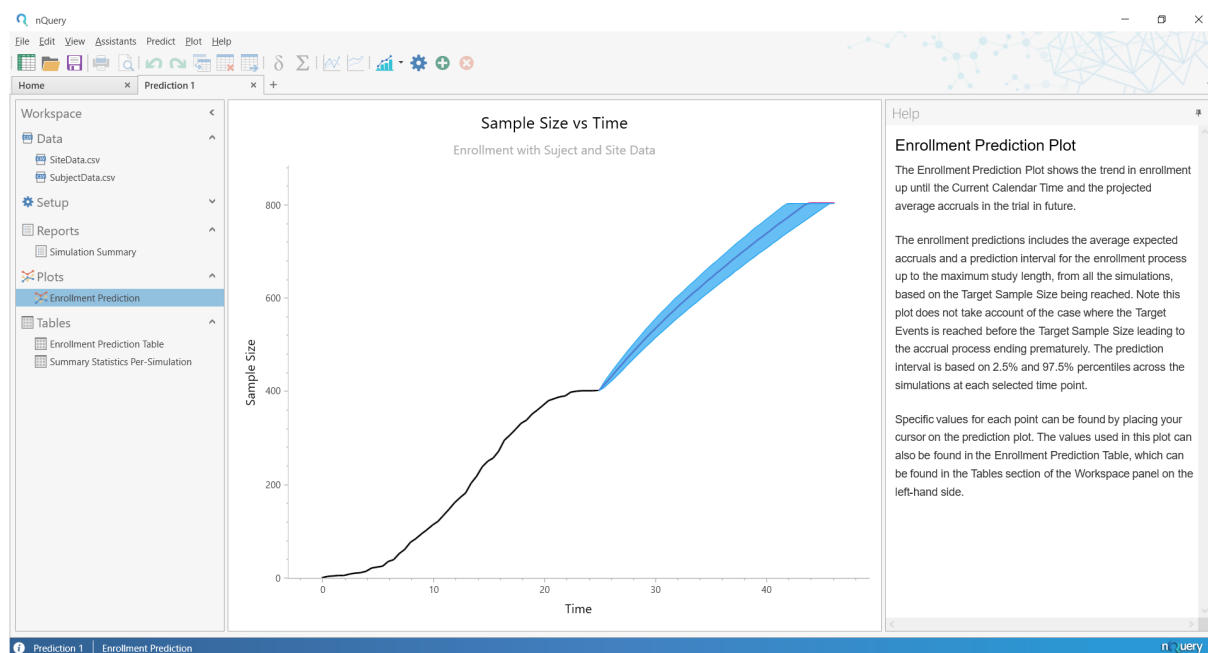 nQuery
File Edit View Assistants Predict Plot Help
Home Prediction 1
Workspace
Data
SiteData.csv
SubjectData.csv
Setup
Reports
Simulation Summary
Plots
Enrollment Prediction
Tables
Enrollment Prediction Table
Summary Statistics Per-Simulation
Sample Size vs Time
Enrollment with Suject and Site Data
Sample Size
800
600
400
200
0
0 10 20 30 40
Time
Help
Enrollment Prediction Plot
The Enrollment Prediction Plot shows the trend in enrollment
up until the Current Calendar Time and the projected
average accruals in the trial in future.
The enrollment predictions includes the average expected
accruals and a prediction interval for the enrollment process
up to the maximum study length, from all the simulations,
based on the Target Sample Size being reached. Note this
plot does not take account of the case where the Target
Events is reached before the Target Sample Size leading to
the accrual process ending prematurely. The prediction
interval is based on 2.5% and 97.5% percentiles across the
simulations at each selected time point.
Specific values for each point can be found by placing your
cursor on the prediction plot. The values used in this plot can
also be found in the Enrollment Prediction Table, which can
be found in the Tables section of the Workspace panel on the
left-hand side.
Prediction 1 Enrollment Prediction
nQuery